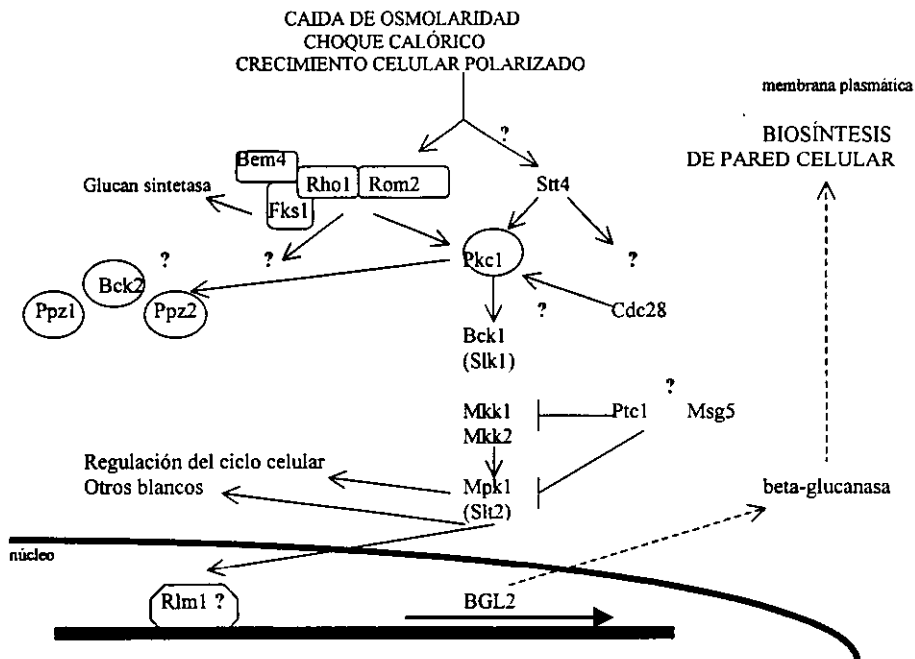 CAIDA DE OSMOLARIDAD
CHOQUE CALÓRICO
CRECIMIENTO CELULAR POLARIZADO
membrana plasmática
BIOSÍNTESIS
DE PARED CELULAR
?
Bem4
Rho1
Rom2
Fks1
Glucan sintetasa
Stt4
?
?
?
Pkc1
Bck2
Ppz1
Ppz2
?
Cdc28
Bck1
(Slk1)
?
Mkk1
Mkk2
Ptc1
Msg5
Regulación del ciclo celular
Otros blancos
Mpk1
(Slt2)
beta-glucanasa
núcleo
Rlm1 ?
BGL2